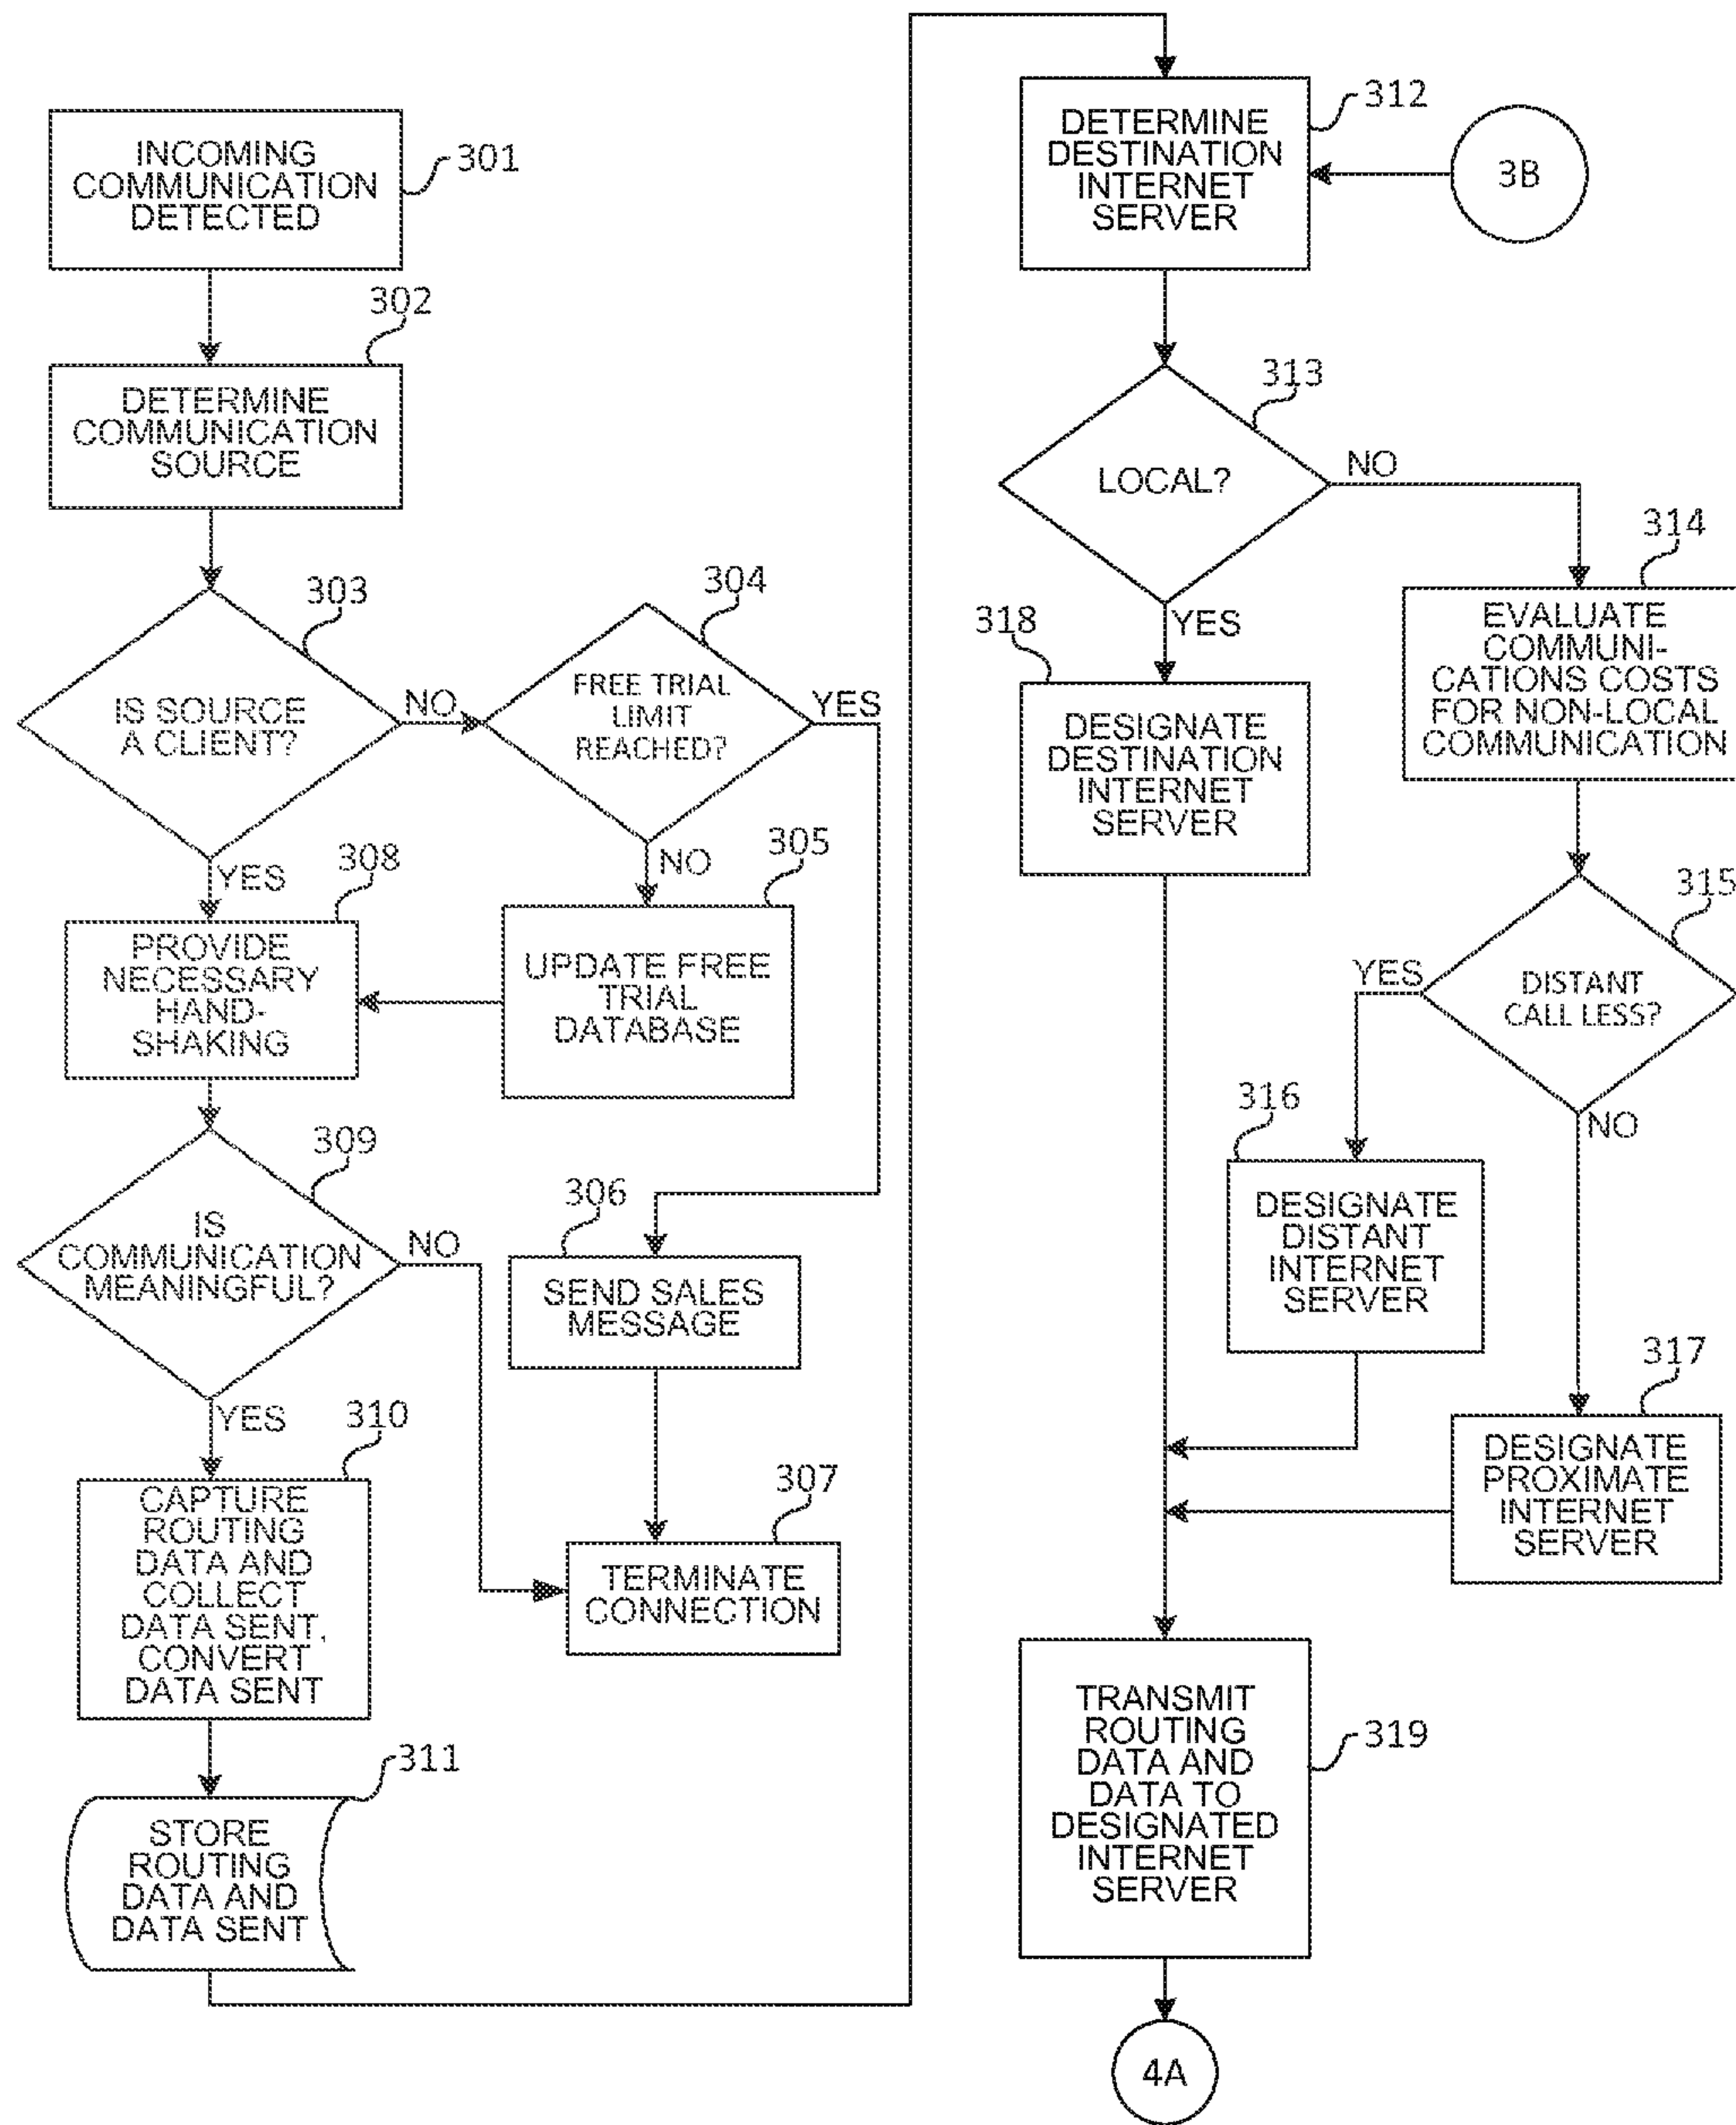 INCOMING
COMMUNICATION
DETECTED
301
302
DETERMINE
COMMUNICATION
SOURCE
303
IS SOURCE
A CLIENT?
NO
YES
304
FREE TRIAL
LIMIT
REACHED?
YES
NO
305
UPDATE FREE
TRIAL
DATABASE
308
PROVIDE
NECESSARY
HAND-
SHAKING
309
IS
COMMUNICATION
MEANINGFUL?
NO
YES
306
SEND SALES
MESSAGE
307
TERMINATE
CONNECTION
310
CAPTURE
ROUTING
DATA AND
COLLECT
DATA SENT,
CONVERT
DATA SENT
311
STORE
ROUTING
DATA AND
DATA SENT
312
DETERMINE
DESTINATION
INTERNET
SERVER
3B
313
LOCAL?
NO
YES
314
EVALUATE
COMMUNI-
CATIONS COSTS
FOR NON-LOCAL
COMMUNICATION
318
DESIGNATE
DESTINATION
INTERNET
SERVER
315
DISTANT
CALL LESS?
YES
NO
316
DESIGNATE
DISTANT
INTERNET
SERVER
317
DESIGNATE
PROXIMATE
INTERNET
SERVER
319
TRANSMIT
ROUTING
DATA AND
DATA TO
DESIGNATED
INTERNET
SERVER
4A